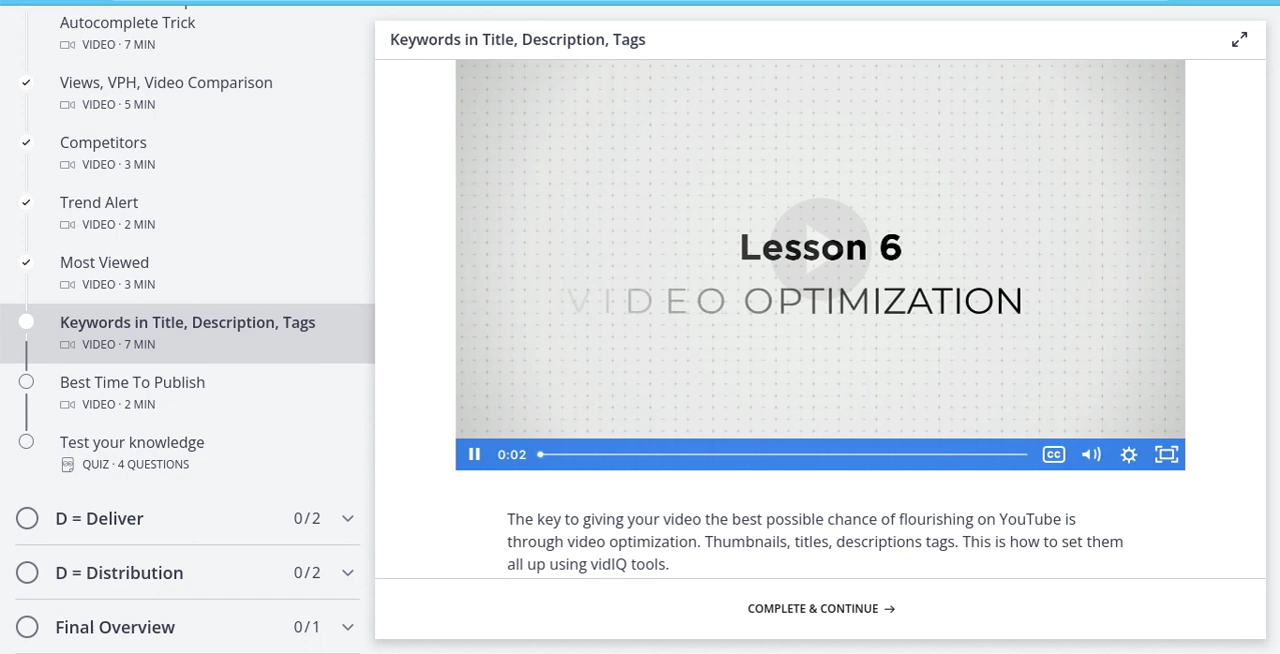 Autocomplete Trick
VIDEO · 7 MIN
Views, VPH, Video Comparison
VIDEO · 5 MIN
Competitors
VIDEO · 3 MIN
Trend Alert
VIDEO · 2 MIN
Most Viewed
VIDEO · 3 MIN
Keywords in Title, Description, Tags
VIDEO · 7 MIN
Best Time To Publish
VIDEO · 2 MIN
Test your knowledge
QUIZ · 4 QUESTIONS
D = Deliver 0/2
D = Distribution 0/2
Final Overview 0/1
Keywords in Title, Description, Tags
Lesson 6
VIDEO OPTIMIZATION
0:02
CC
The key to giving your video the best possible chance of flourishing on YouTube is
through video optimization. Thumbnails, titles, descriptions tags. This is how to set them
all up using vidIQ tools.
COMPLETE & CONTINUE →